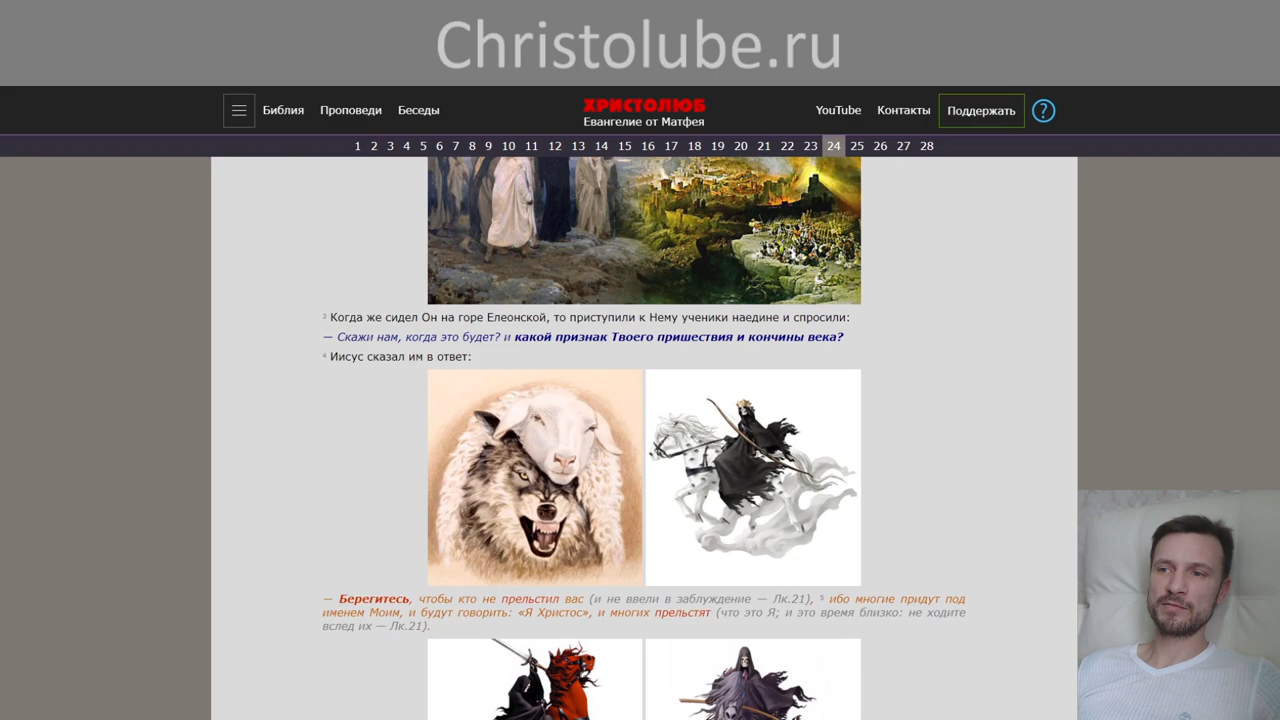 Christolube.ru
Библия Проповеди Беседы ХРИСТОЛЮБ YouTube Контакты Поддержать ?
Евангелие от Матфея
1 2 3 4 5 6 7 8 9 10 11 12 13 14 15 16 17 18 19 20 21 22 23 24 25 26 27 28
3 Когда же сидел Он на горе Елеонской, то приступили к Нему ученики наедине и спросили:
— Скажи нам, когда это будет? и какой признак Твоего пришествия и кончины века?
4 Иисус сказал им в ответ:
— Берегитесь, чтобы кто не прельстил вас (и не ввели в заблуждение — Лк.21), 5 ибо многие придут под
именем Моим, и будут говорить: «Я Христос», и многих прельстят (что это Я; и это время близко: не ходите
вслед их — Лк.21).